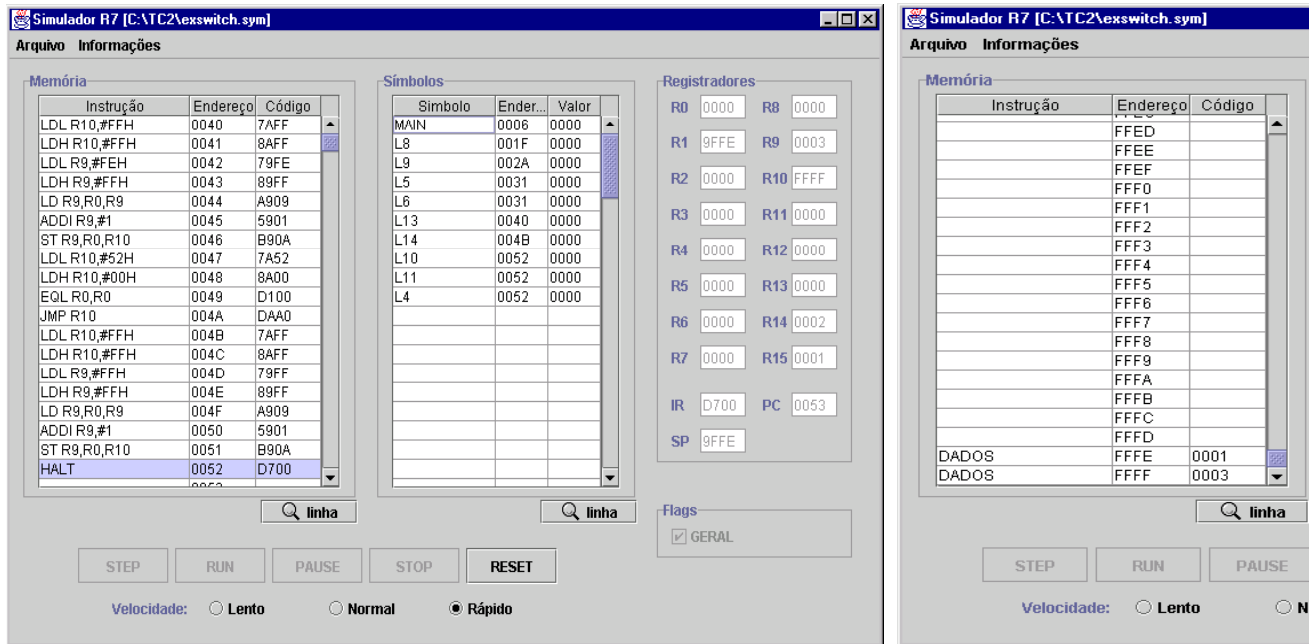 Simulador R7 [C:\TC2\exswitch.sym]
Arquivo Informações
Memória
Instrução Endereço Código
LDL R10,#FFH 0040 7AFF
LDH R10,#FFH 0041 8AFF
LDL R9,#FEH 0042 79FE
LDH R9,#FFH 0043 89FF
LD R9,R0,R9 0044 A909
ADDI R9,#1 0045 5901
ST R9,R0,R10 0046 B90A
LDL R10,#52H 0047 7A52
LDH R10,#00H 0048 8A00
EQL R0,R0 0049 D100
JMP R10 004A DAA0
LDL R10,#FFH 004B 7AFF
LDH R10,#FFH 004C 8AFF
LDL R9,#FFH 004D 79FF
LDH R9,#FFH 004E 89FF
LD R9,R0,R9 004F A909
ADDI R9,#1 0050 5901
ST R9,R0,R10 0051 B90A
HALT 0052 D700
linha
Símbolos
Simbolo Ender... Valor
MAIN 0006 0000
L8 001F 0000
L9 002A 0000
L5 0031 0000
L6 0031 0000
L13 0040 0000
L14 004B 0000
L10 0052 0000
L11 0052 0000
L4 0052 0000
linha
Registradores
R0 0000 R8 0000
R1 9FFE R9 0003
R2 0000 R10 FFFF
R3 0000 R11 0000
R4 0000 R12 0000
R5 0000 R13 0000
R6 0000 R14 0002
R7 0000 R15 0001
IR D700 PC 0053
SP 9FFE
Flags
GERAL
STEP RUN PAUSE STOP RESET
Velocidade: Lento Normal Rápido
Simulador R7 [C:\TC2\exswitch.sym]
Arquivo Informações
Memória
Instrução Endereço Código
FFED
FFEE
FFEF
FFF0
FFF1
FFF2
FFF3
FFF4
FFF5
FFF6
FFF7
FFF8
FFF9
FFFA
FFFB
FFFC
FFFD
DADOS FFFE 0001
DADOS FFFF 0003
linha
STEP RUN PAUSE
Velocidade: Lento N